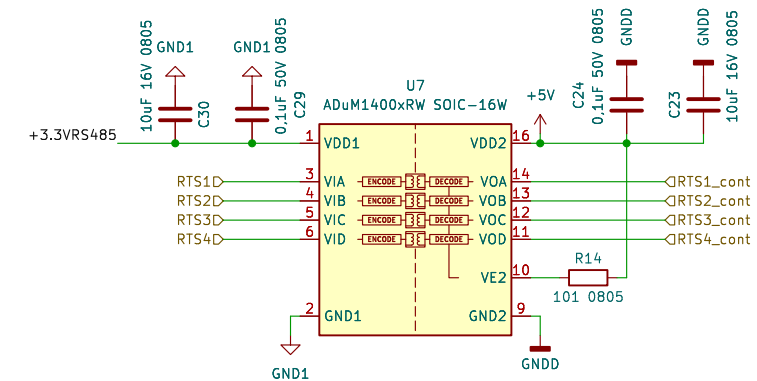 10uF 16V 0805
GND1
C30
GND1
0,1uF 50V 0805
C29
U7
ADuM1400xRW SOIC-16W
+5V
C24
0,1uF 50V 0805
GNDD
C23
GNDD
10uF 16V 0805
+3.3VRS485
1 VDD1 VDD2 16
RTS1 3 VIA ENCODE DECODE VOA 14 RTS1_cont
RTS2 4 VIB ENCODE DECODE VOB 13 RTS2_cont
RTS3 5 VIC ENCODE DECODE VOC 12 RTS3_cont
RTS4 6 VID ENCODE DECODE VOD 11 RTS4_cont
VE2 10 R14
101 0805
2 GND1 GND2 9
GND1
GNDD